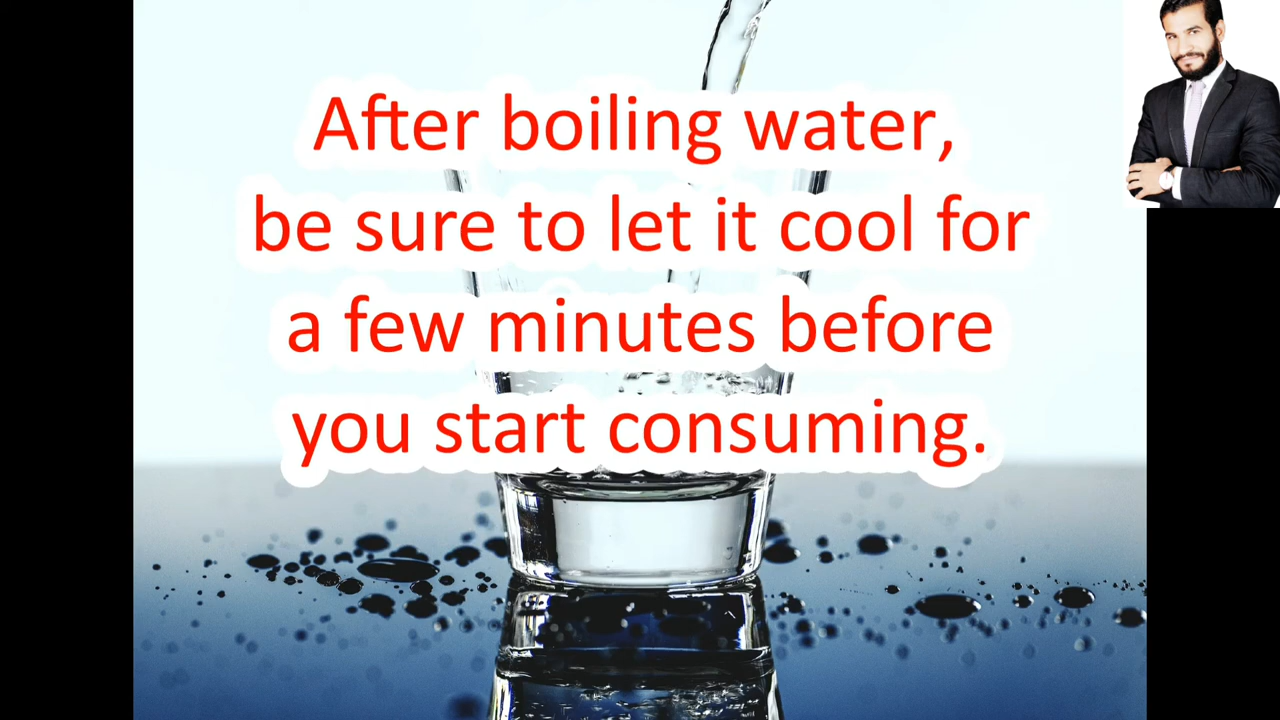 After boiling water,
be sure to let it cool for
a few minutes before
you start consuming.